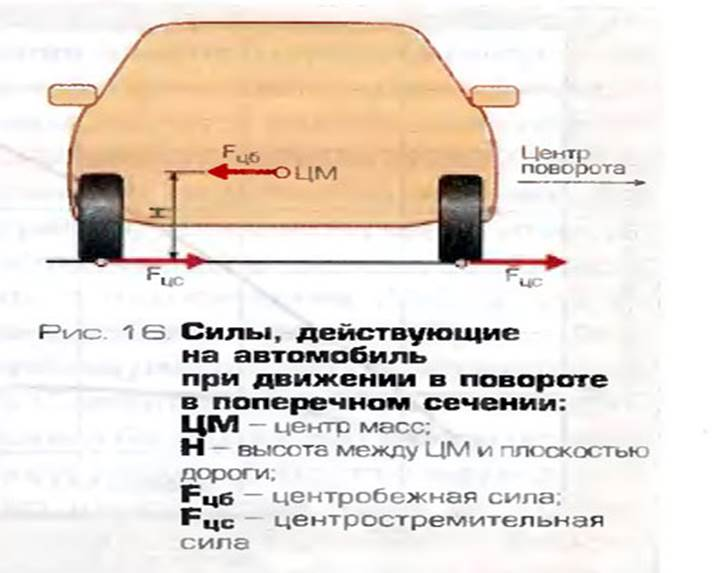 Fцб
ЦМ
Центр
поворота
H
Fцс
Fцс
Рис. 16. Силы, действующие
на автомобиль
при движении в повороте
в поперечном сечении:
ЦМ – центр масс;
Н – высота между ЦМ и плоскостью
дороги;
Fцб – центробежная сила;
Fцс – центростремительная
сила